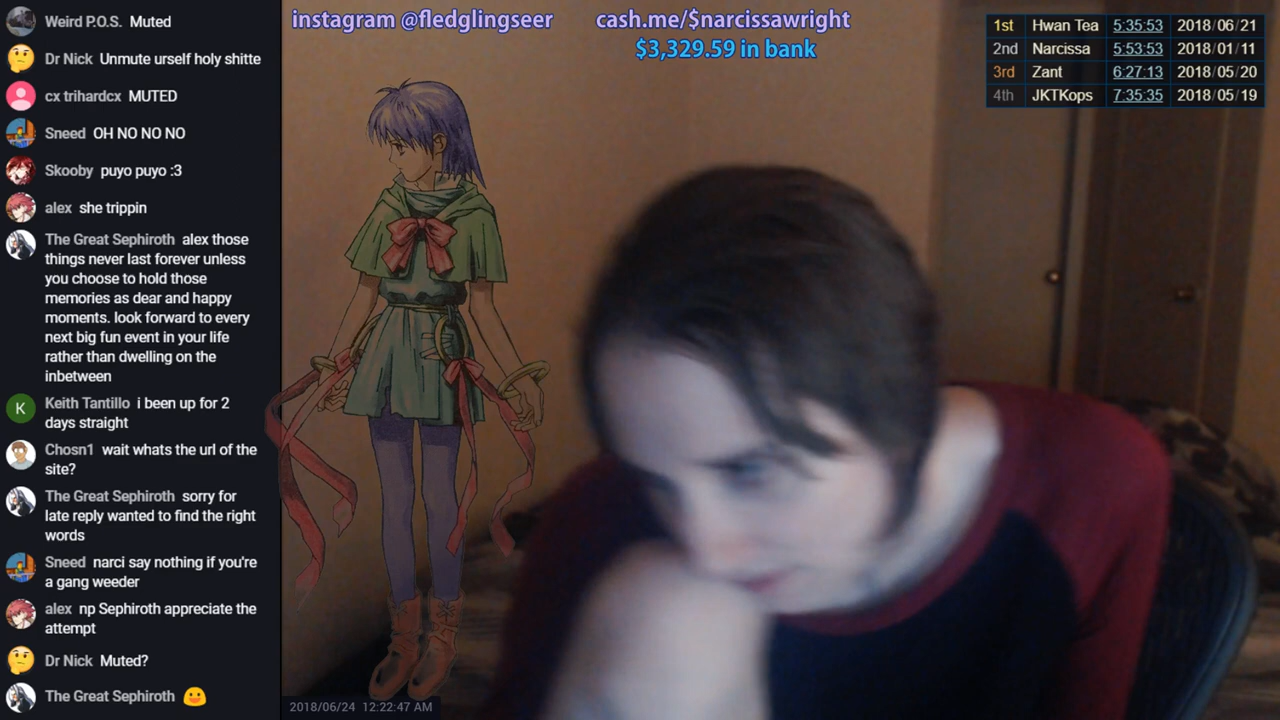 Weird P.O.S. Muted
Dr Nick Unmute urself holy shitte
cx trihardcx MUTED
Sneed OH NO NO NO
Skooby puyo puyo :3
alex she trippin
The Great Sephiroth alex those
things never last forever unless
you choose to hold those
memories as dear and happy
moments. look forward to every
next big fun event in your life
rather than dwelling on the
inbetween
K
Keith Tantillo i been up for 2
days straight
Chosn1 wait whats the url of the
site?
The Great Sephiroth sorry for
late reply wanted to find the right
words
Sneed narci say nothing if you're
a gang weeder
alex np Sephiroth appreciate the
attempt
Dr Nick Muted?
The Great Sephiroth 😃
instagram @fledglingseer
cash.me/$narcissawright
$3,329.59 in bank
1st Hwan Tea 5:35:53 2018/06/21
2nd Narcissa 5:53:53 2018/01/11
3rd Zant 6:27:13 2018/05/20
4th JKTKops 7:35:35 2018/05/19
2018/06/24 12:22:47 AM